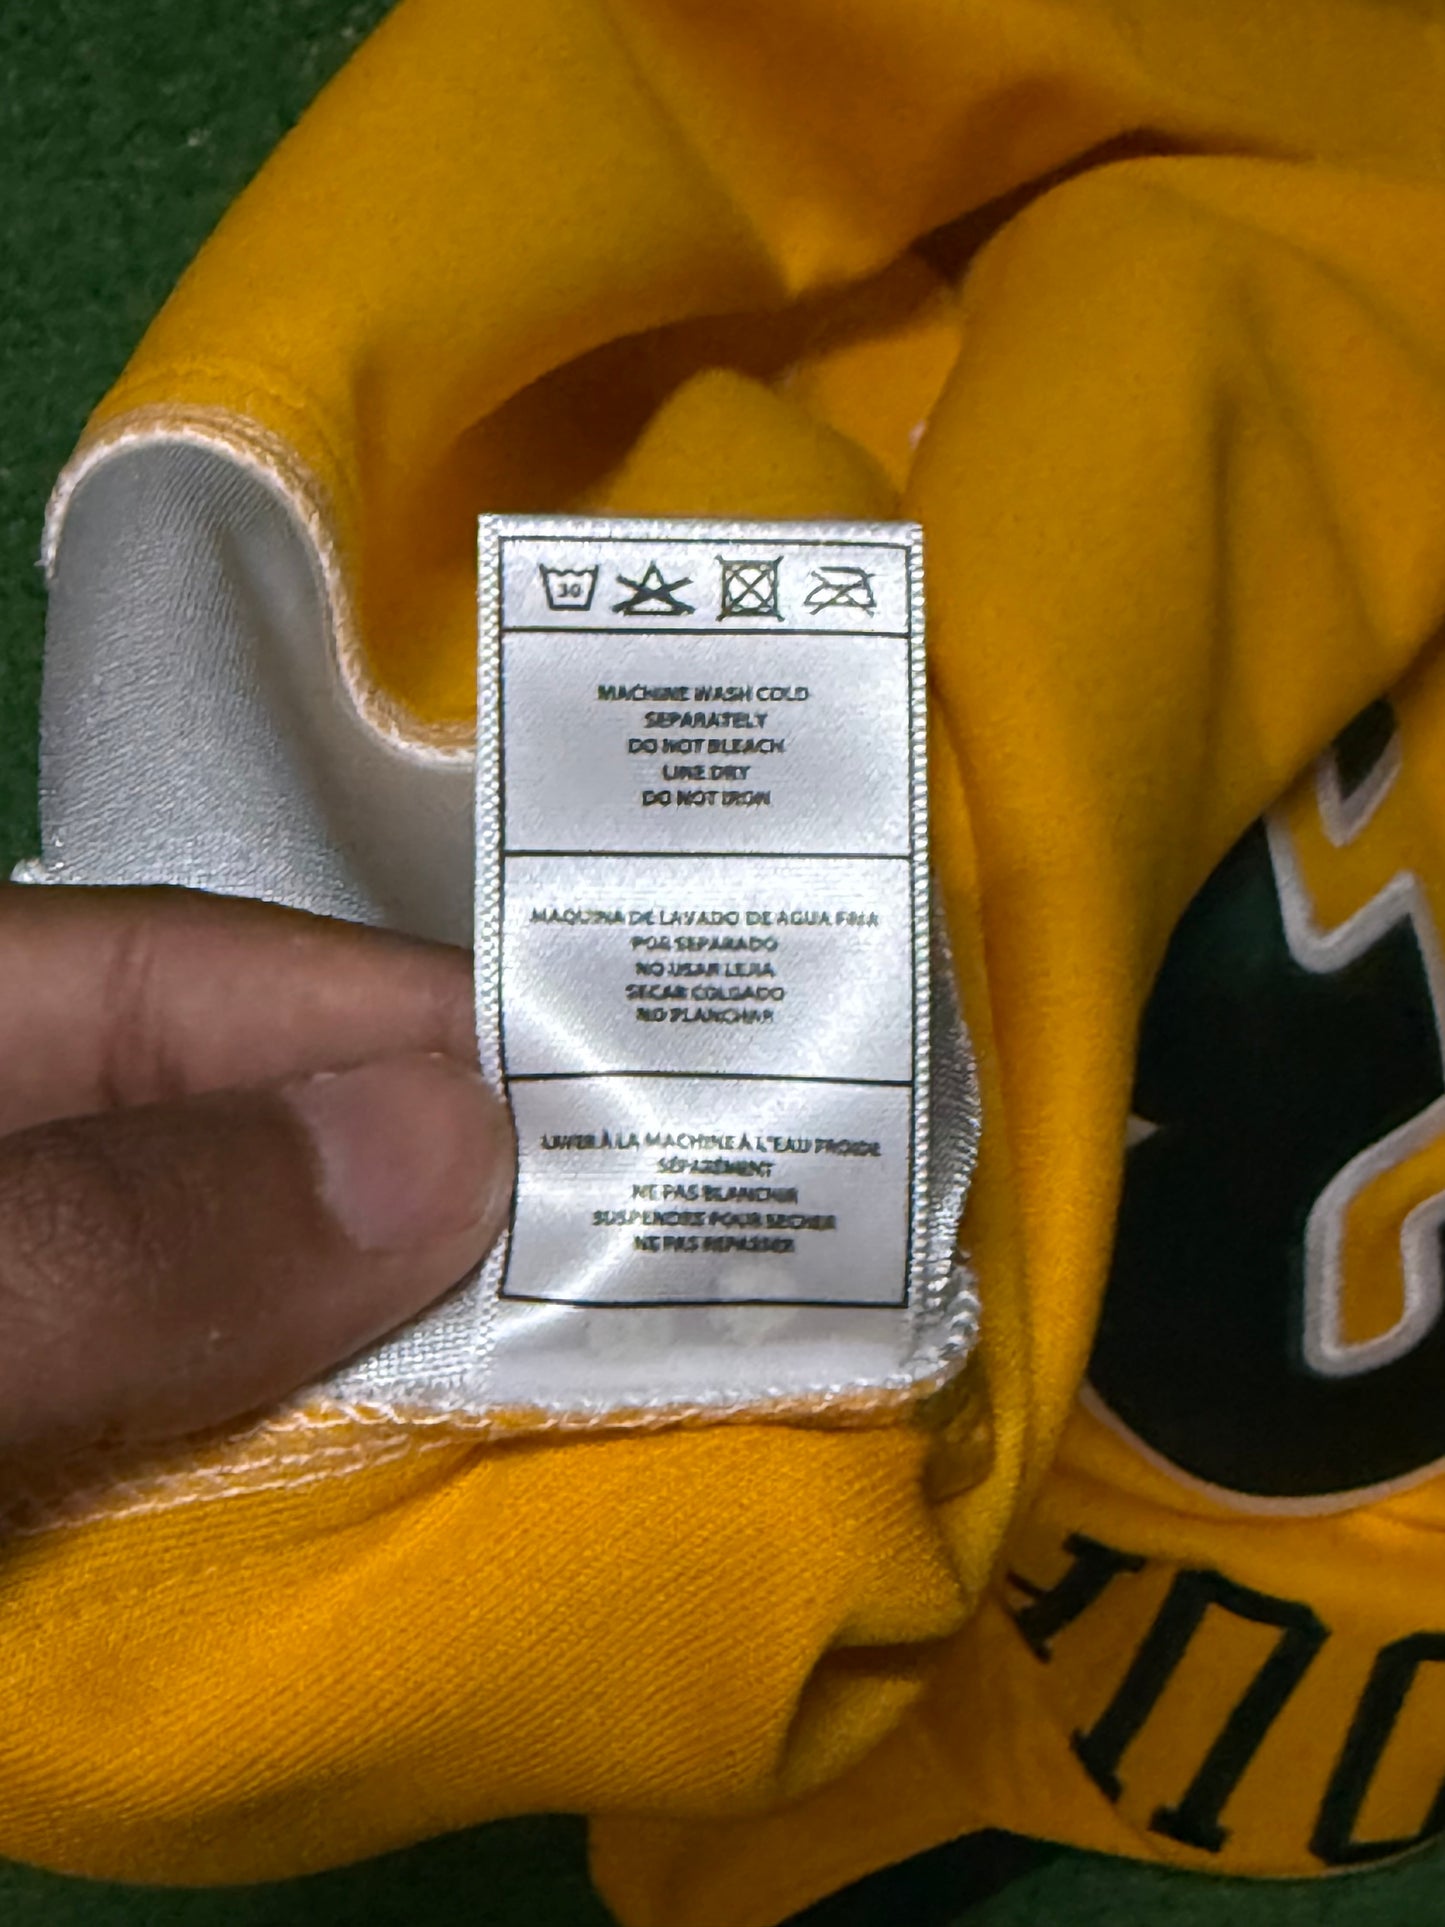 30
MACHINE WASH COLD
SEPARATELY
DO NOT BLEACH
LINE DRY
DO NOT IRON
MAQUINA DE LAVADO DE AGUA FRIA
POR SEPARADO
NO USAR LEJIA
SECAR COLGADO
NO PLANCHAR
LAVER À LA MACHINE À L'EAU FROIDE
SÉPARÉMENT
NE PAS BLANCHIR
SUSPENDRE POUR SECHER
NE PAS REPASSER